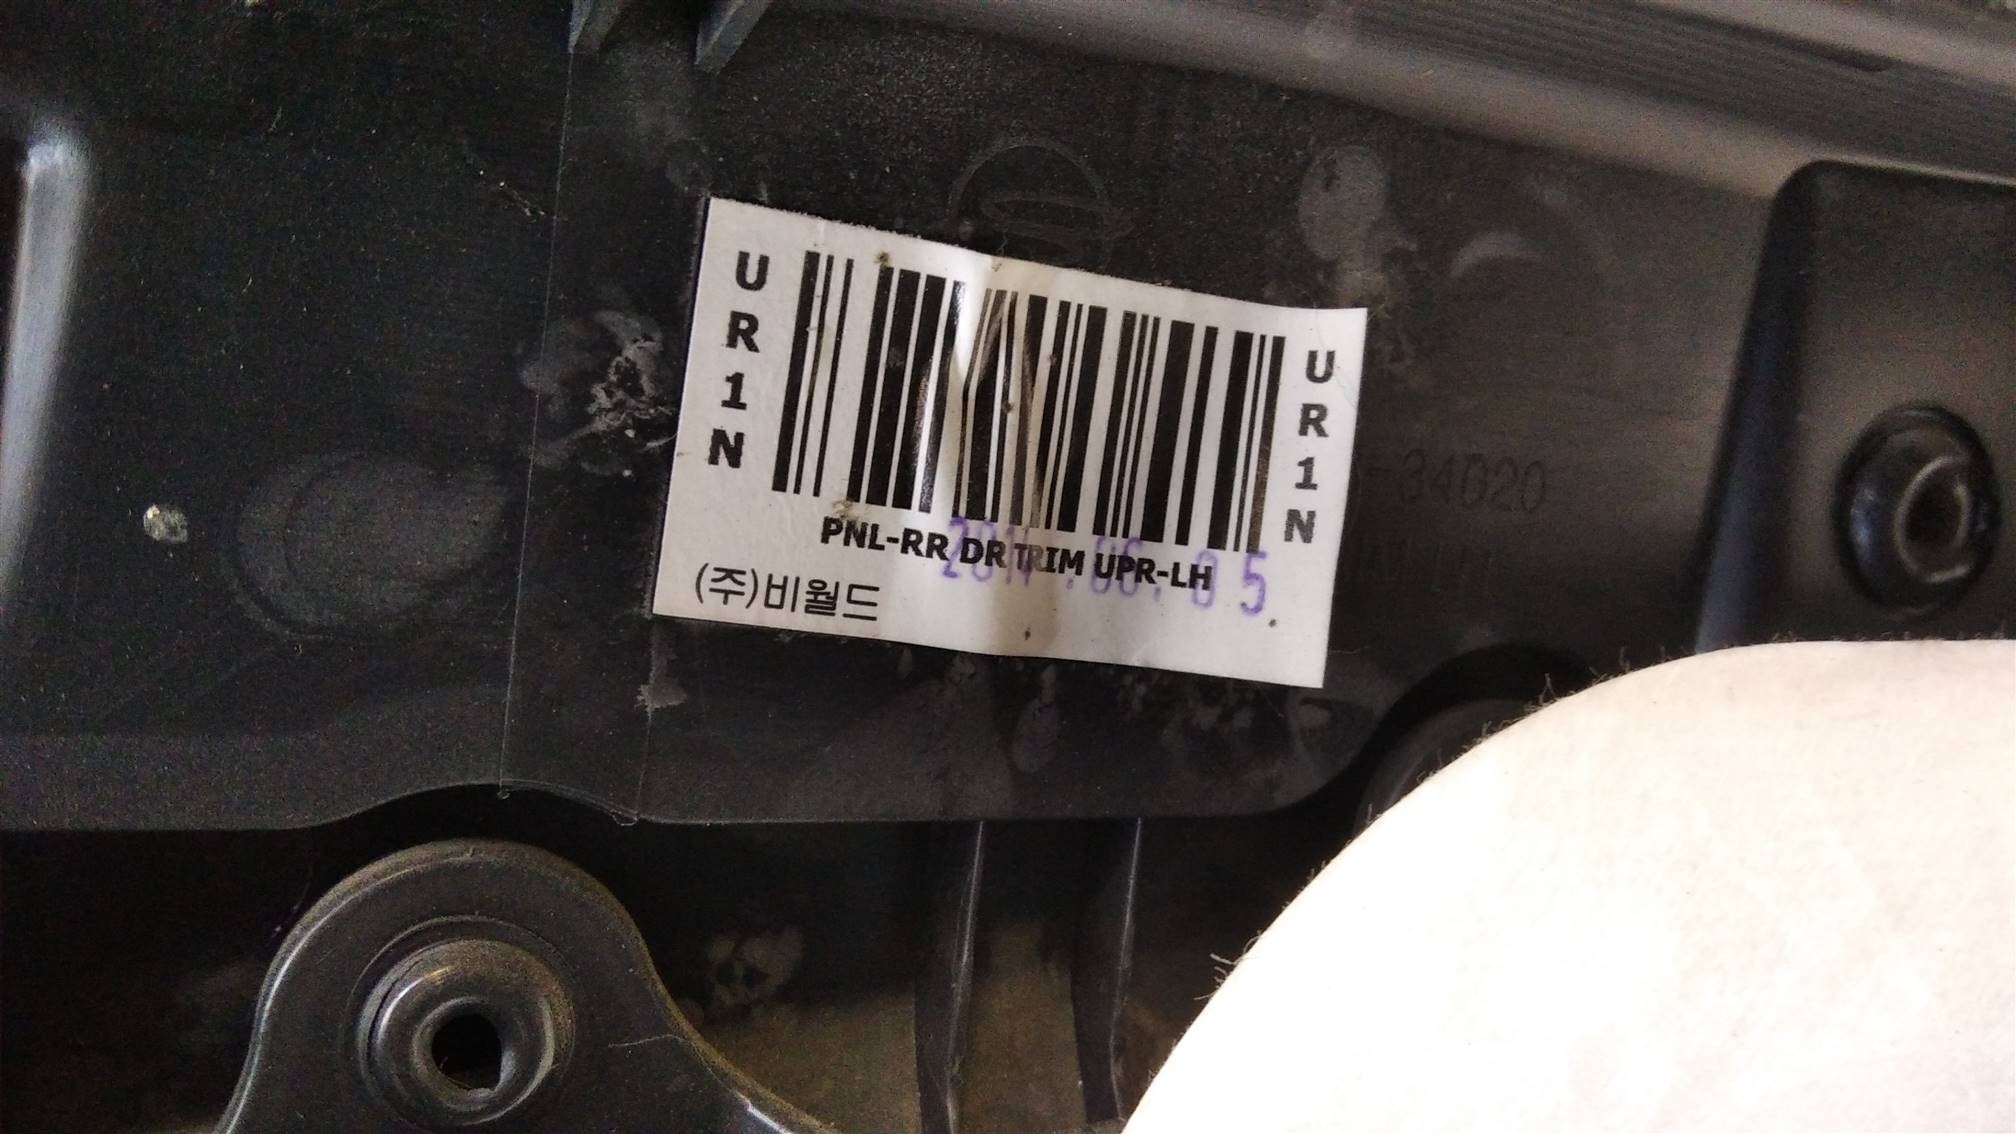 UR1N
UR1N
PNL-RR DR TRIM UPR-LH
(주)비월드
-34020